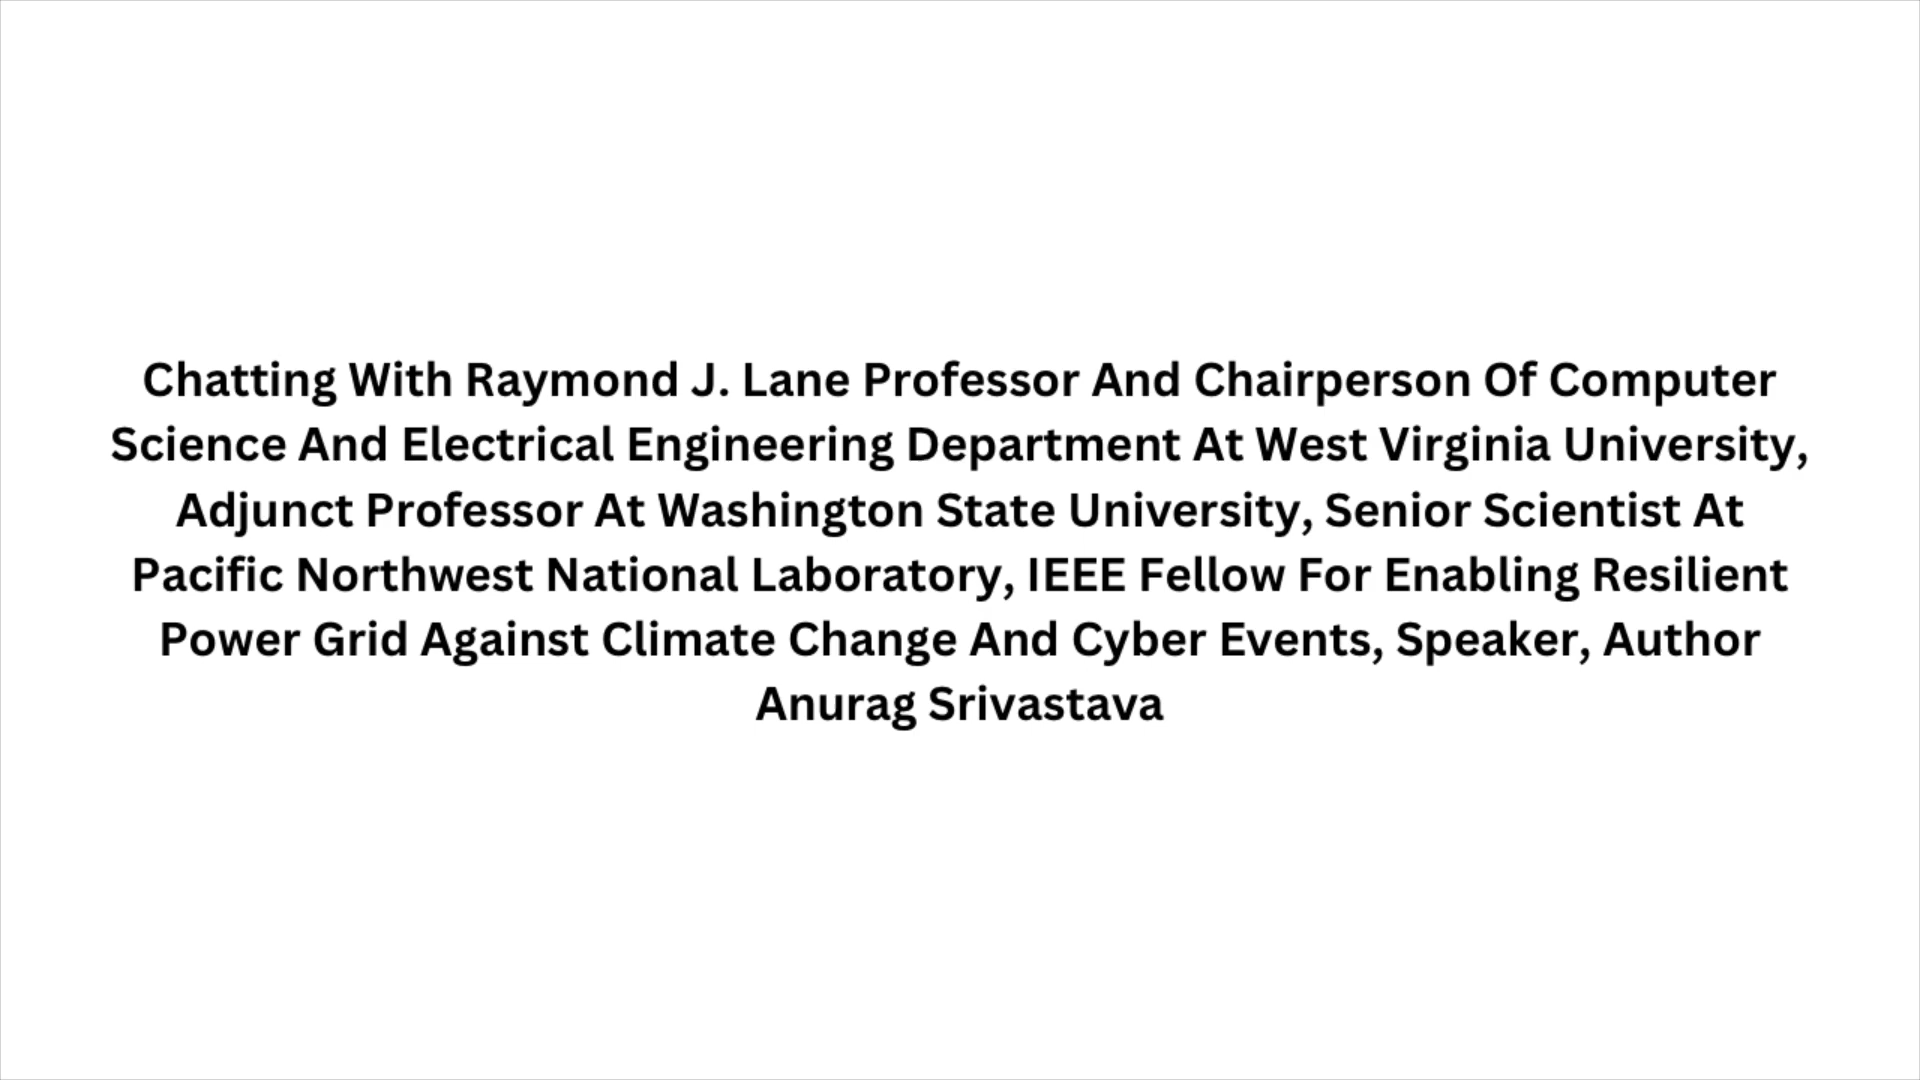 Chatting With Raymond J. Lane Professor And Chairperson Of Computer
Science And Electrical Engineering Department At West Virginia University,
Adjunct Professor At Washington State University, Senior Scientist At
Pacific Northwest National Laboratory, IEEE Fellow For Enabling Resilient
Power Grid Against Climate Change And Cyber Events, Speaker, Author
Anurag Srivastava